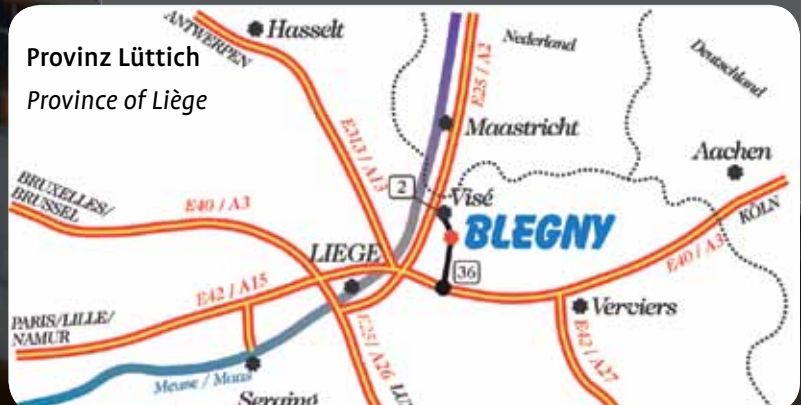 Provinz Lüttich
Province of Liège
ANTWERPEN
Hasselt
Nederland
Deutschland
E25 / A2
E313 / A13
Maastricht
Aachen
BRUXELLES/
BRUSSEL
E40 / A3
2
Visé
BLEGNY
KÖLN
LIEGE
36
E40 / A3
E42 / A15
Verviers
PARIS/LILLE/
NAMUR
E25 / A26
E42 / A27
Meuse / Maas
Seraing